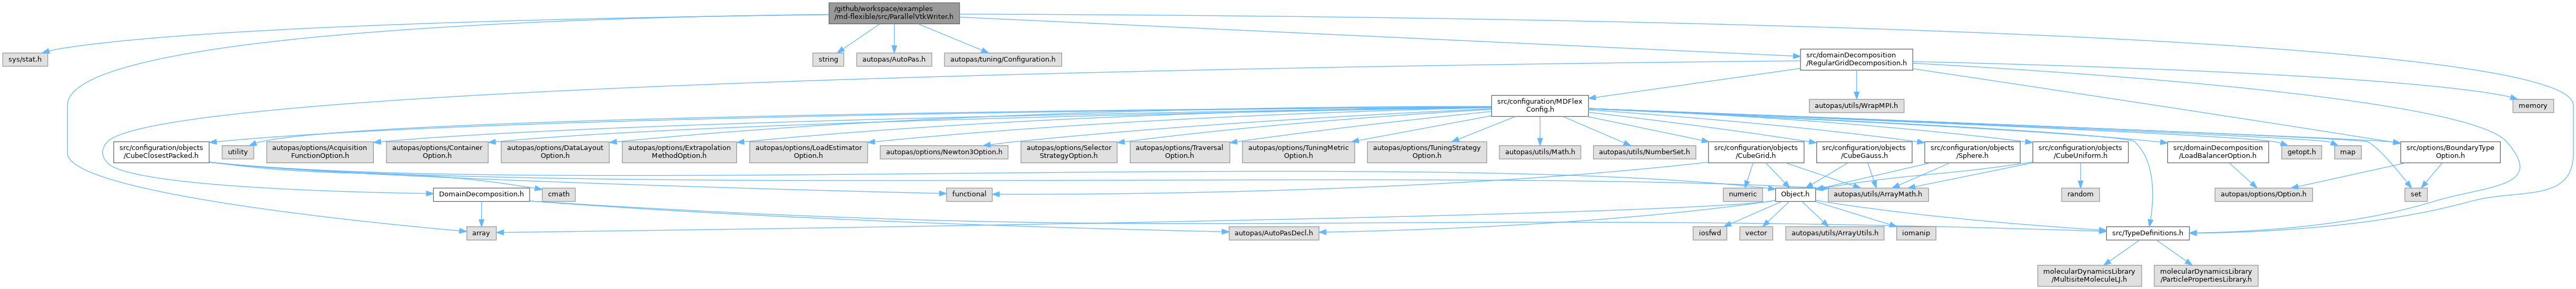 /github/workspace/examples
/md-flexible/src/ParallelVtkWriter.h
sys/stat.h
string
autopas/AutoPas.h
autopas/tuning/Configuration.h
src/domainDecomposition
/RegularGridDecomposition.h
src/configuration/MDFlex
Config.h
autopas/utils/WrapMPI.h
memory
src/configuration/objects
/CubeClosestPacked.h
utility
autopas/options/Acquisition
FunctionOption.h
autopas/options/Container
Option.h
autopas/options/DataLayout
Option.h
autopas/options/Extrapolation
MethodOption.h
autopas/options/LoadEstimator
Option.h
autopas/options/Newton3Option.h
autopas/options/Selector
StrategyOption.h
autopas/options/Traversal
Option.h
autopas/options/TuningMetric
Option.h
autopas/options/TuningStrategy
Option.h
autopas/utils/Math.h
autopas/utils/NumberSet.h
src/configuration/objects
/CubeGrid.h
src/configuration/objects
/CubeGauss.h
src/configuration/objects
/Sphere.h
src/configuration/objects
/CubeUniform.h
src/domainDecomposition
/LoadBalancerOption.h
getopt.h
map
src/options/BoundaryType
Option.h
DomainDecomposition.h
cmath
functional
numeric
Object.h
autopas/utils/ArrayMath.h
random
autopas/options/Option.h
set
array
autopas/AutoPasDecl.h
iosfwd
vector
autopas/utils/ArrayUtils.h
iomanip
src/TypeDefinitions.h
molecularDynamicsLibrary
/MultisiteMoleculeLJ.h
molecularDynamicsLibrary
/ParticlePropertiesLibrary.h